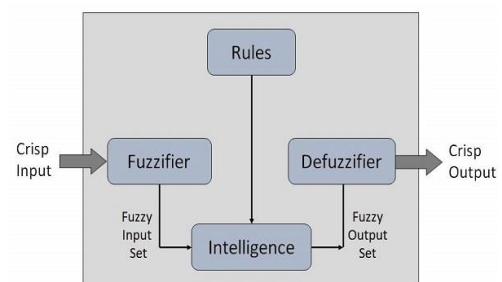 Rules
Crisp
Input
Fuzzifier
Defuzzifier
Crisp
Output
Fuzzy
Input
Set
Intelligence
Fuzzy
Output
Set